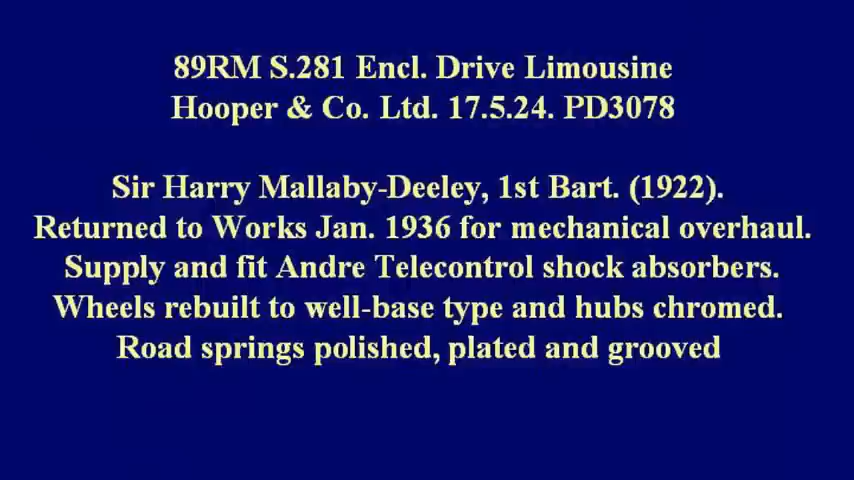 89RM S.281 Encl. Drive Limousine
Hooper & Co. Ltd. 17.5.24. PD3078
Sir Harry Mallaby-Deeley, 1st Bart. (1922).
Returned to Works Jan. 1936 for mechanical overhaul.
Supply and fit Andre Telecontrol shock absorbers.
Wheels rebuilt to well-base type and hubs chromed.
Road springs polished, plated and grooved